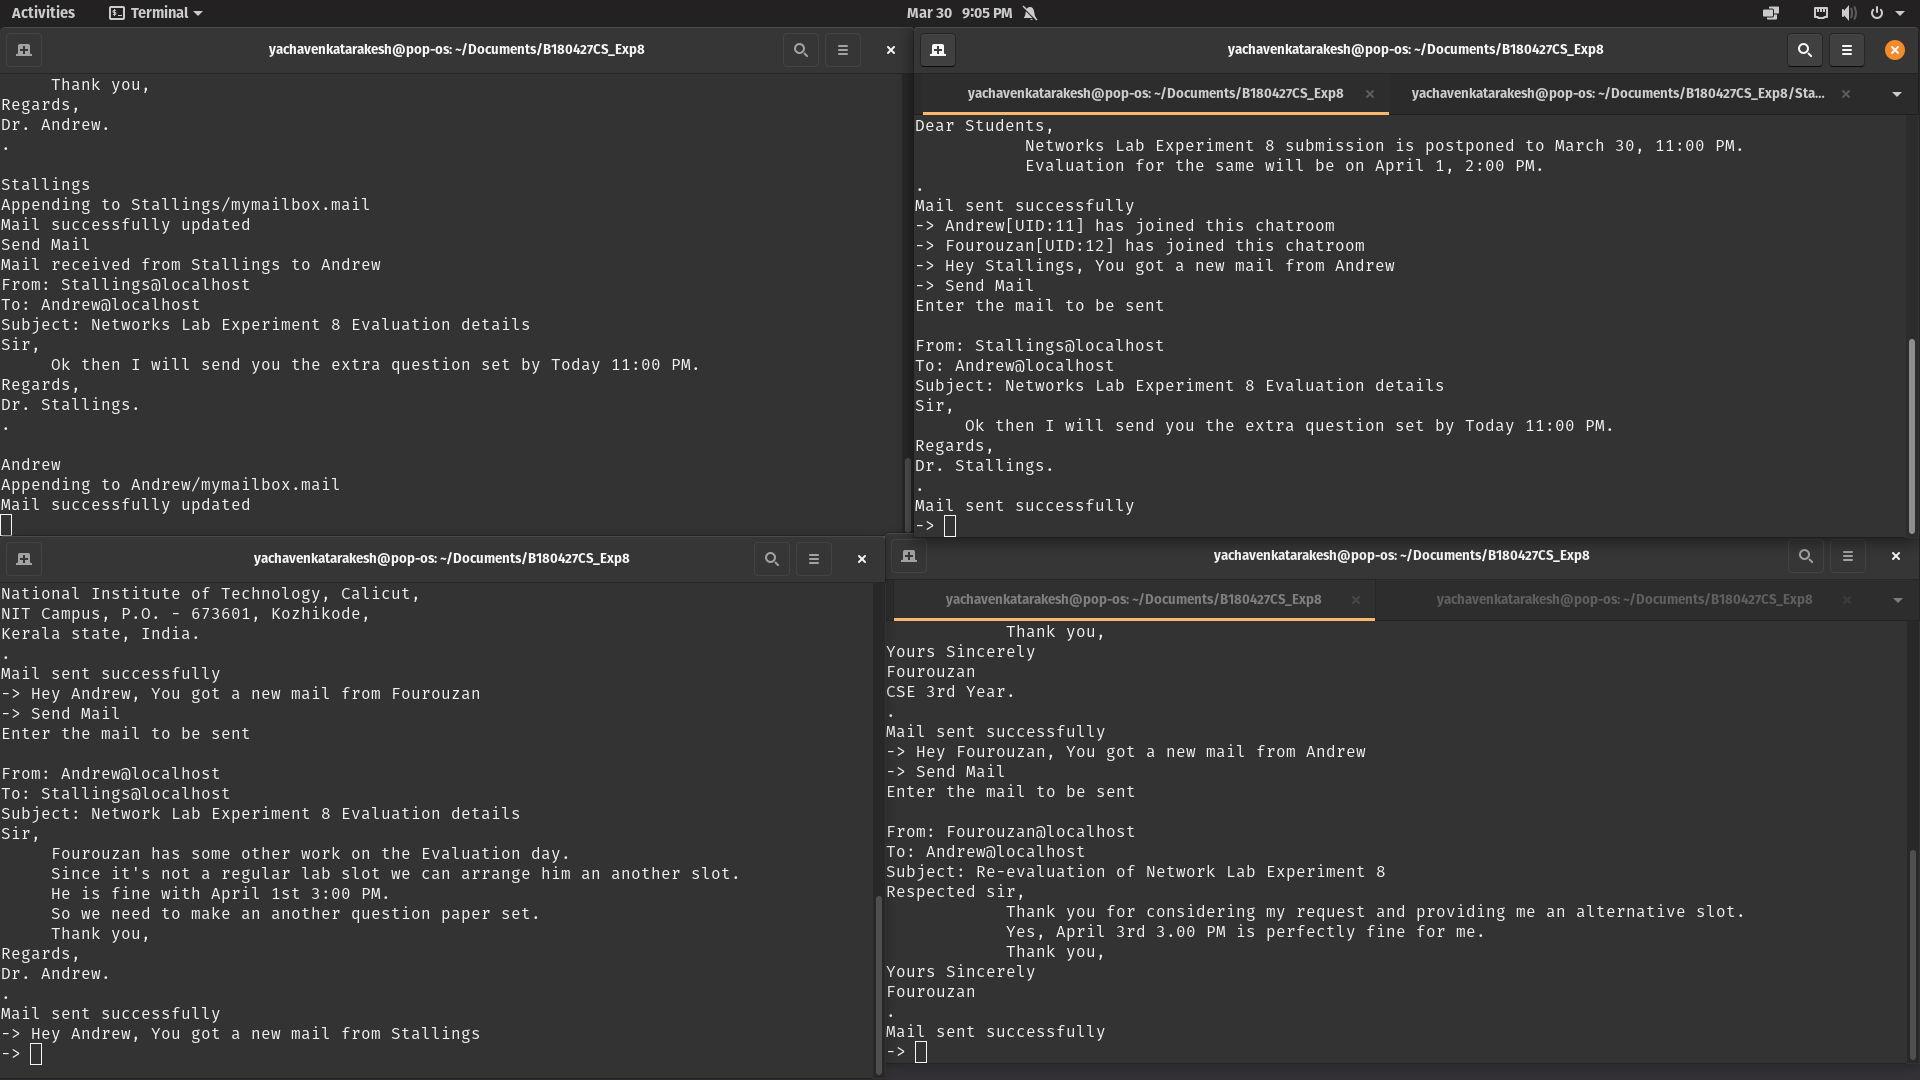 Activities
Terminal
Mar 30 9:05 PM
yachavenkatarakesh@pop-os: ~/Documents/B180427CS_Exp8
Thank you,
Regards,
Dr. Andrew.
.
Stallings
Appending to Stallings/mymailbox.mail
Mail successfully updated
Send Mail
Mail received from Stallings to Andrew
From: Stallings@localhost
To: Andrew@localhost
Subject: Networks Lab Experiment 8 Evaluation details
Sir,
Ok then I will send you the extra question set by Today 11:00 PM.
Regards,
Dr. Stallings.
.
Andrew
Appending to Andrew/mymailbox.mail
Mail successfully updated
yachavenkatarakesh@pop-os: ~/Documents/B180427CS_Exp8
yachavenkatarakesh@pop-os: ~/Documents/B180427CS_Exp8
yachavenkatarakesh@pop-os: ~/Documents/B180427CS_Exp8/Sta...
Dear Students,
Networks Lab Experiment 8 submission is postponed to March 30, 11:00 PM.
Evaluation for the same will be on April 1, 2:00 PM.
.
Mail sent successfully
-> Andrew[UID:11] has joined this chatroom
-> Fourouzan[UID:12] has joined this chatroom
-> Hey Stallings, You got a new mail from Andrew
-> Send Mail
Enter the mail to be sent
From: Stallings@localhost
To: Andrew@localhost
Subject: Networks Lab Experiment 8 Evaluation details
Sir,
Ok then I will send you the extra question set by Today 11:00 PM.
Regards,
Dr. Stallings.
.
Mail sent successfully
->
yachavenkatarakesh@pop-os: ~/Documents/B180427CS_Exp8
National Institute of Technology, Calicut,
NIT Campus, P.O. - 673601, Kozhikode,
Kerala state, India.
.
Mail sent successfully
-> Hey Andrew, You got a new mail from Fourouzan
-> Send Mail
Enter the mail to be sent
From: Andrew@localhost
To: Stallings@localhost
Subject: Network Lab Experiment 8 Evaluation details
Sir,
Fourouzan has some other work on the Evaluation day.
Since it's not a regular lab slot we can arrange him an another slot.
He is fine with April 1st 3:00 PM.
So we need to make an another question paper set.
Thank you,
Regards,
Dr. Andrew.
.
Mail sent successfully
-> Hey Andrew, You got a new mail from Stallings
->
yachavenkatarakesh@pop-os: ~/Documents/B180427CS_Exp8
yachavenkatarakesh@pop-os: ~/Documents/B180427CS_Exp8
yachavenkatarakesh@pop-os: ~/Documents/B180427CS_Exp8
Thank you,
Yours Sincerely
Fourouzan
CSE 3rd Year.
.
Mail sent successfully
-> Hey Fourouzan, You got a new mail from Andrew
-> Send Mail
Enter the mail to be sent
From: Fourouzan@localhost
To: Andrew@localhost
Subject: Re-evaluation of Network Lab Experiment 8
Respected sir,
Thank you for considering my request and providing me an alternative slot.
Yes, April 3rd 3.00 PM is perfectly fine for me.
Thank you,
Yours Sincerely
Fourouzan
.
Mail sent successfully
->